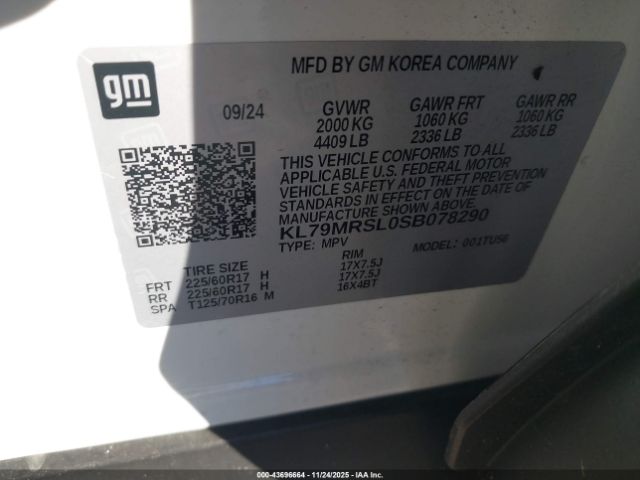 gm
MFD BY GM KOREA COMPANY
09/24 GVWR GAWR FRT GAWR RR
2000 KG 1060 KG 1060 KG
4409 LB 2336 LB 2336 LB
THIS VEHICLE CONFORMS TO ALL
APPLICABLE U.S. FEDERAL MOTOR
VEHICLE SAFETY AND THEFT PREVENTION
STANDARDS IN EFFECT ON THE DATE OF
MANUFACTURE SHOWN ABOVE.
KL79MRSL0SB078290
TYPE: MPV MODEL: 001TU56
TIRE SIZE RIM
FRT 225/60R17 H 17X7.5J
RR 225/60R17 H 17X7.5J
SPA T125/70R16 M 16X4BT
000-43696664 | 11/24/2025 - IAAI.COM